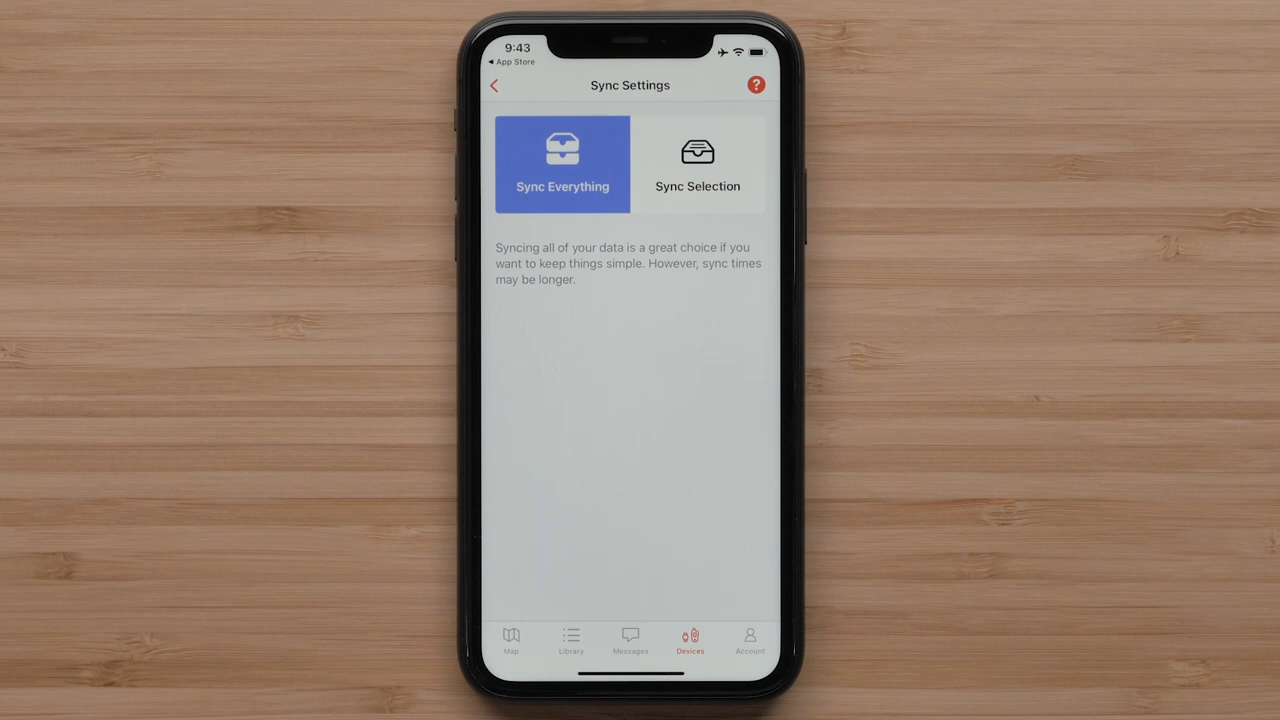 9:43
◀ App Store
Sync Settings
?
Sync Everything
Sync Selection
Syncing all of your data is a great choice if you
want to keep things simple. However, sync times
may be longer.
Map
Library
Messages
Devices
Account